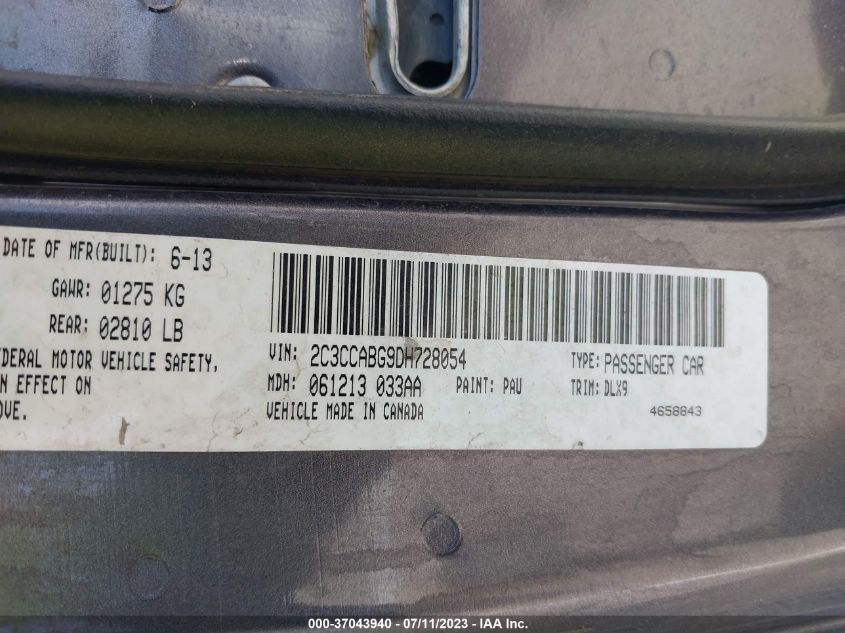 DATE OF MFR(BUILT): 6-13
GAWR: 01275 KG
REAR: 02810 LB
FEDERAL MOTOR VEHICLE SAFETY,
N EFFECT ON
OVE.
VIN: 2C3CCABG9DH728054
TYPE: PASSENGER CAR
MDH: 061213 033AA PAINT: PAU
TRIM: DLX9
VEHICLE MADE IN CANADA
4658843
000-37043940 - 07/11/2023 - IAA Inc.